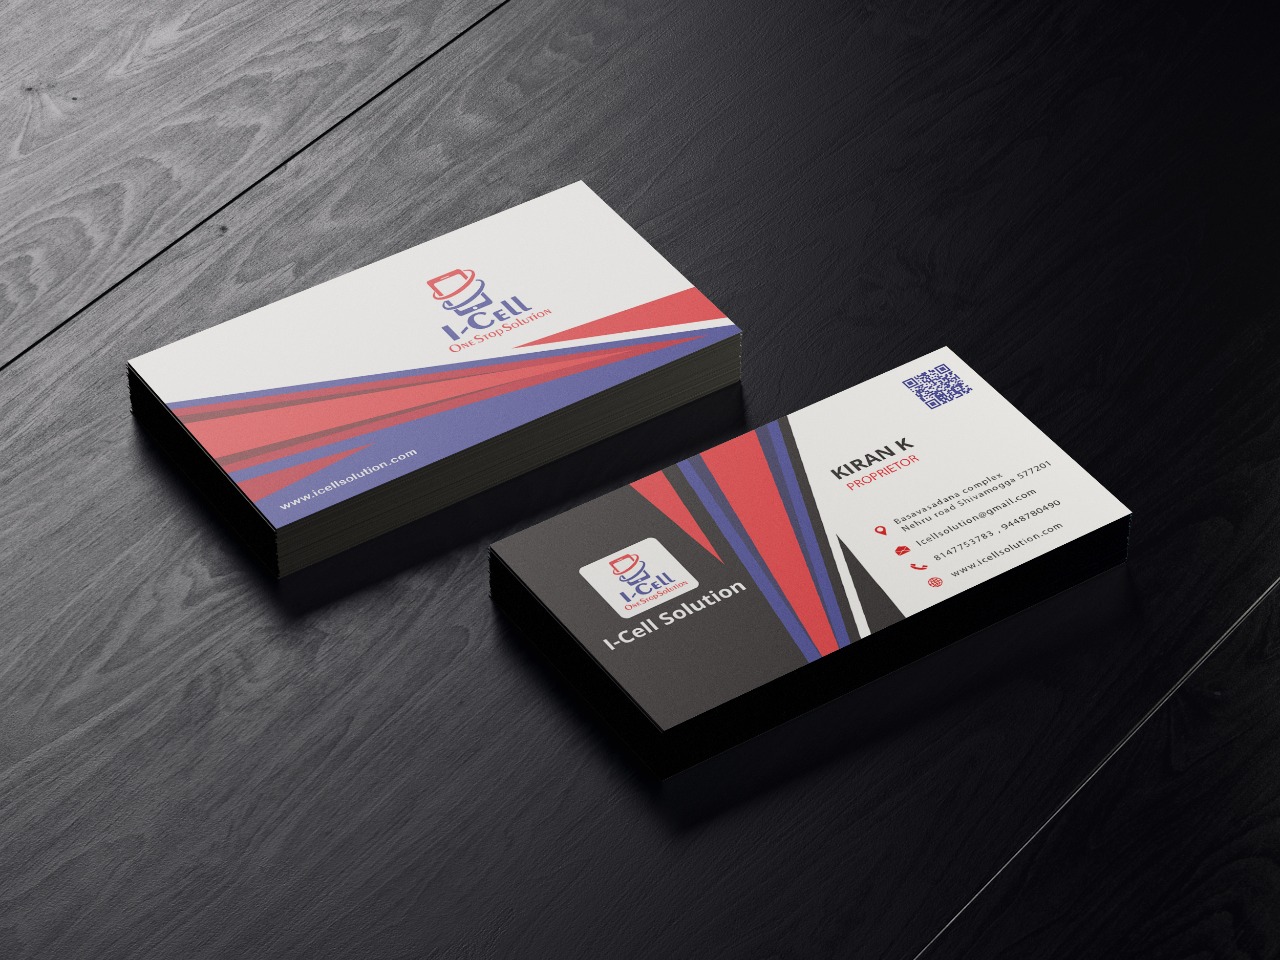 I-Cell
One Stop Solution
www.icellsolution.com
KIRAN K
PROPRIETOR
Basavasadana complex
Nehru road Shivamogga 577201
Icellsolution@gmail.com
8147753783 , 9448780490
www.icellsolution.com
I-Cell
One Stop Solution
I-Cell Solution